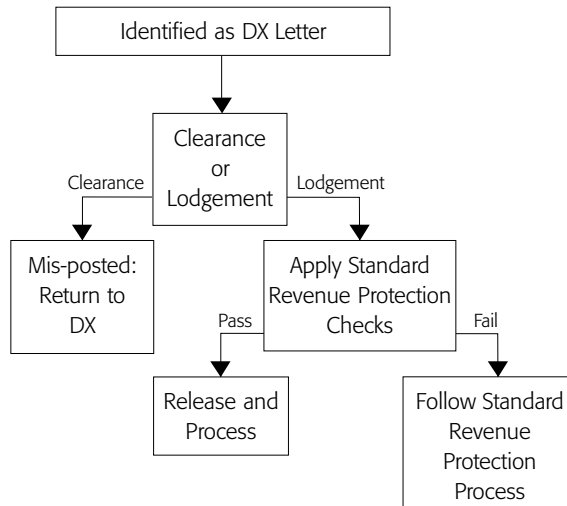 Identified as DX Letter
Clearance
or
Lodgement
Clearance
Lodgement
Mis-posted:
Return to
DX
Apply Standard
Revenue Protection
Checks
Pass
Fail
Release and
Process
Follow Standard
Revenue
Protection
Process